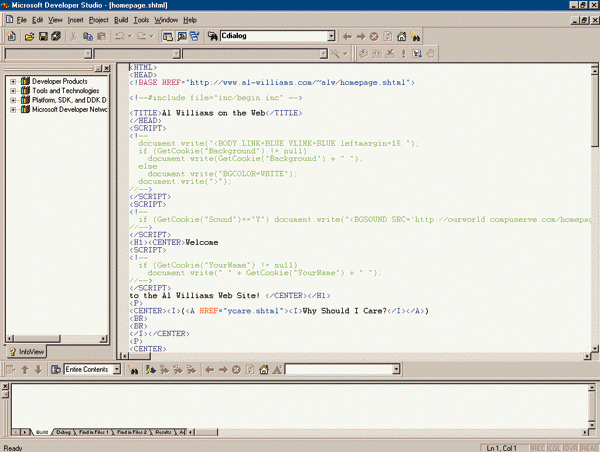 Microsoft Developer Studio - [homepage.shtml]
File Edit View Insert Project Build Tools Window Help
Cdialog
Developer Products
Tools and Technologies
Platform, SDK, and DDK D
Microsoft Developer Netwo
InfoView
<HTML>
<HEAD>
<!BASE HREF="http://www.al-williams.com/~alw/homepage.shtml">
<!--#include file="inc/begin inc" -->
<TITLE>Al Williams on the Web</TITLE>
</HEAD>
<SCRIPT>
<!--
document.write("<BODY LINK=BLUE VLINK=BLUE leftmargin=15 ");
if (GetCookie("Background") != null)
document.write(GetCookie("Background") + " ");
else
document.write("BGCOLOR=WHITE");
document.write(">");
//-->
</SCRIPT>
<SCRIPT>
<!--
if (GetCookie("Sound")=="Y") document.write("<BGSOUND SRC='http://ourworld.compuserve.com/homepag
//-->
</SCRIPT>
<H1><CENTER>Welcome
<SCRIPT>
<!--
if (GetCookie("YourName") != null)
document.write(" " + GetCookie("YourName") + " ");
//-->
</SCRIPT>
to the Al Williams Web Site! </CENTER></H1>
<P>
<CENTER><I>(<A HREF="ycare.shtml"><I>Why Should I Care?</I></A>)
<BR>
<BR>
</I></CENTER>
<P>
<CENTER>
Entire Contents
Build Debug Find in Files 1 Find in Files 2 Results
Ready
Ln 1, Col 1
REC COL OVR READ